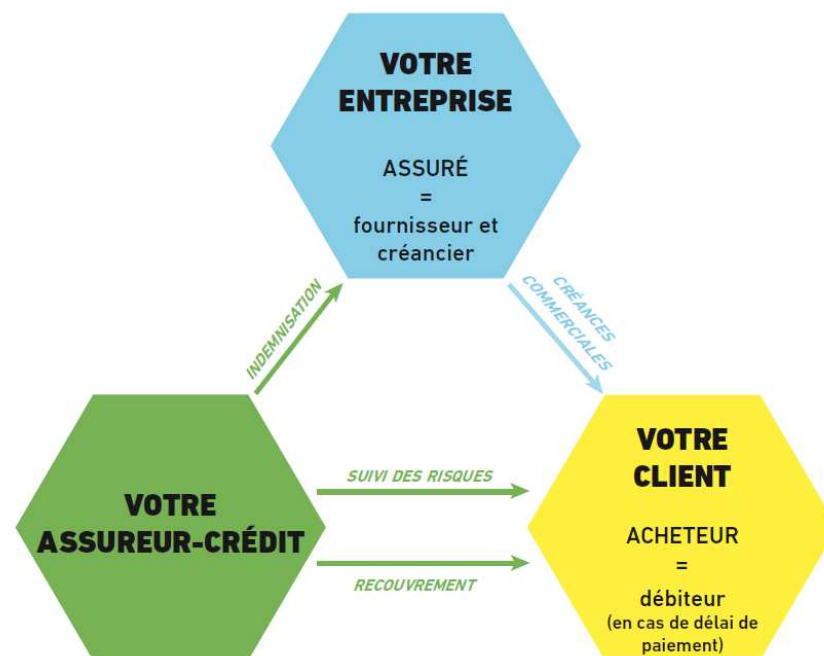 VOTRE
ENTREPRISE
ASSURÉ
=
fournisseur et
créancier
INDEMNISATION
CRÉANCES
COMMERCIALES
VOTRE
ASSUREUR-CRÉDIT
SUIVI DES RISQUES
RECOUVREMENT
VOTRE
CLIENT
ACHETEUR
=
débiteur
(en cas de délai de
paiement)